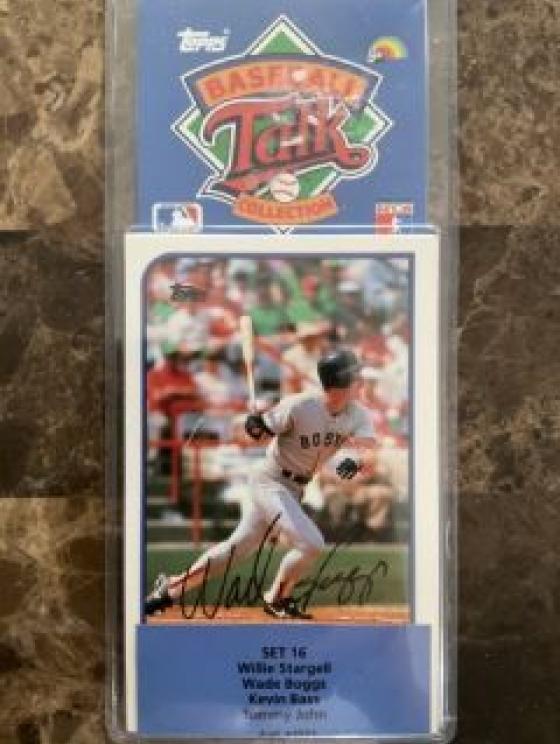 Topps
BASEBALL
Talk
COLLECTION
Topps
BOS
Wade Boggs
SET 16
Willie Stargell
Wade Boggs
Kevin Bass
Tommy John